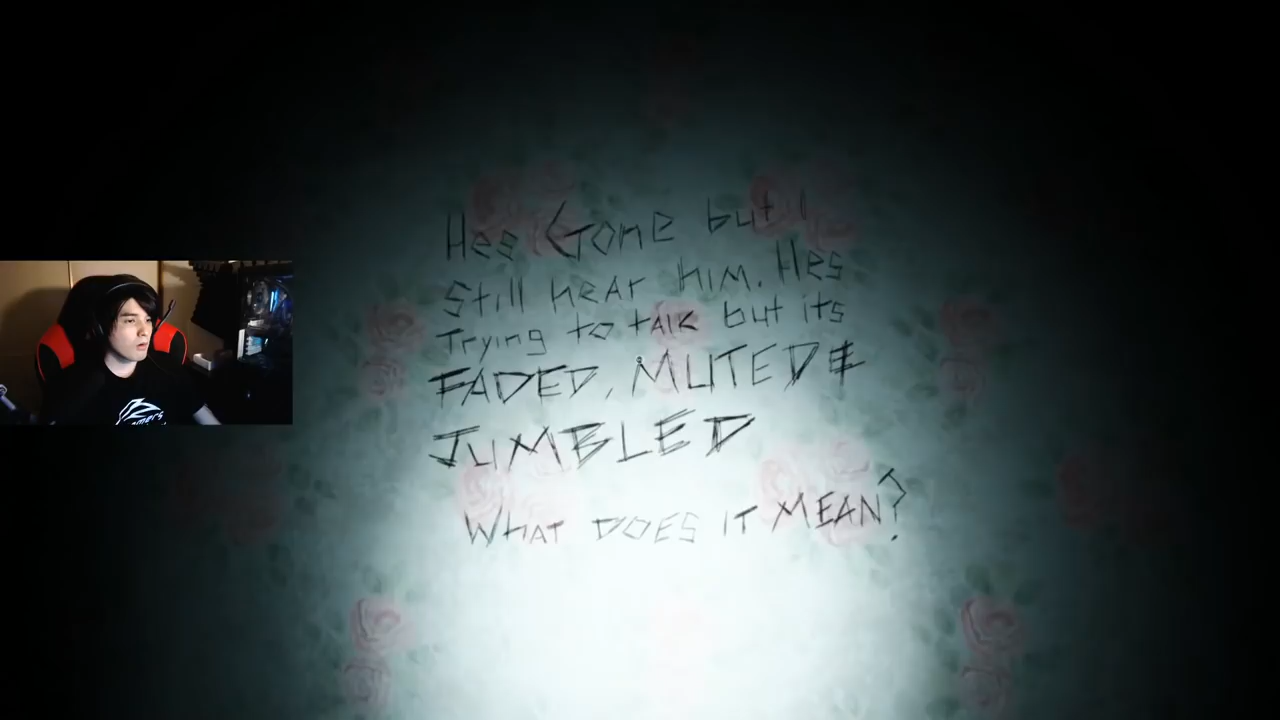 Hes Gone but I
Still hear him. Hes
Trying to talk but its
FADED, MUTED &
JUMBLED
WHAT DOES IT MEAN?